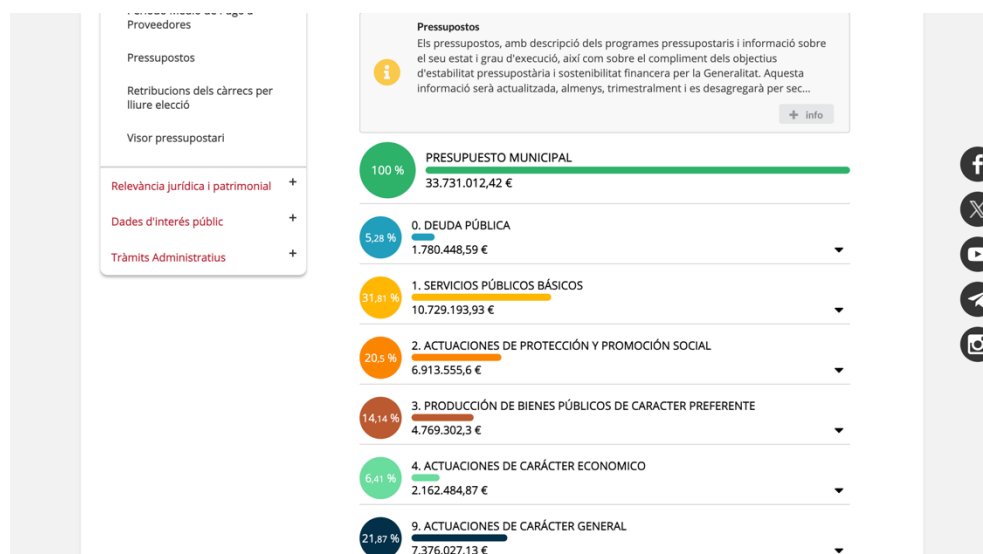 Proveedores
Pressupostos
Retribucions dels càrrecs per
lliure elecció
Visor pressupostari
Relevància jurídica i patrimonial +
Dades d'interés públic +
Tràmits Administratius +
Pressupostos
Els pressupostos, amb descripció dels programes pressupostaris i informació sobre
el seu estat i grau d'execució, així com sobre el compliment dels objectius
d'estabilitat pressupostària i sostenibilitat financera per la Generalitat. Aquesta
informació serà actualitzada, almenys, trimestralment i es desagregarà per sec...
+ info
100 %
PRESUPUESTO MUNICIPAL
33.731.012,42 €
5,28 %
0. DEUDA PÚBLICA
1.780.448,59 €
31,81 %
1. SERVICIOS PÚBLICOS BÁSICOS
10.729.193,93 €
20,5 %
2. ACTUACIONES DE PROTECCIÓN Y PROMOCIÓN SOCIAL
6.913.555,6 €
14,14 %
3. PRODUCCIÓN DE BIENES PÚBLICOS DE CARACTER PREFERENTE
4.769.302,3 €
6,41 %
4. ACTUACIONES DE CARÁCTER ECONOMICO
2.162.484,87 €
21,87 %
9. ACTUACIONES DE CARÁCTER GENERAL
7.376.027,13 €